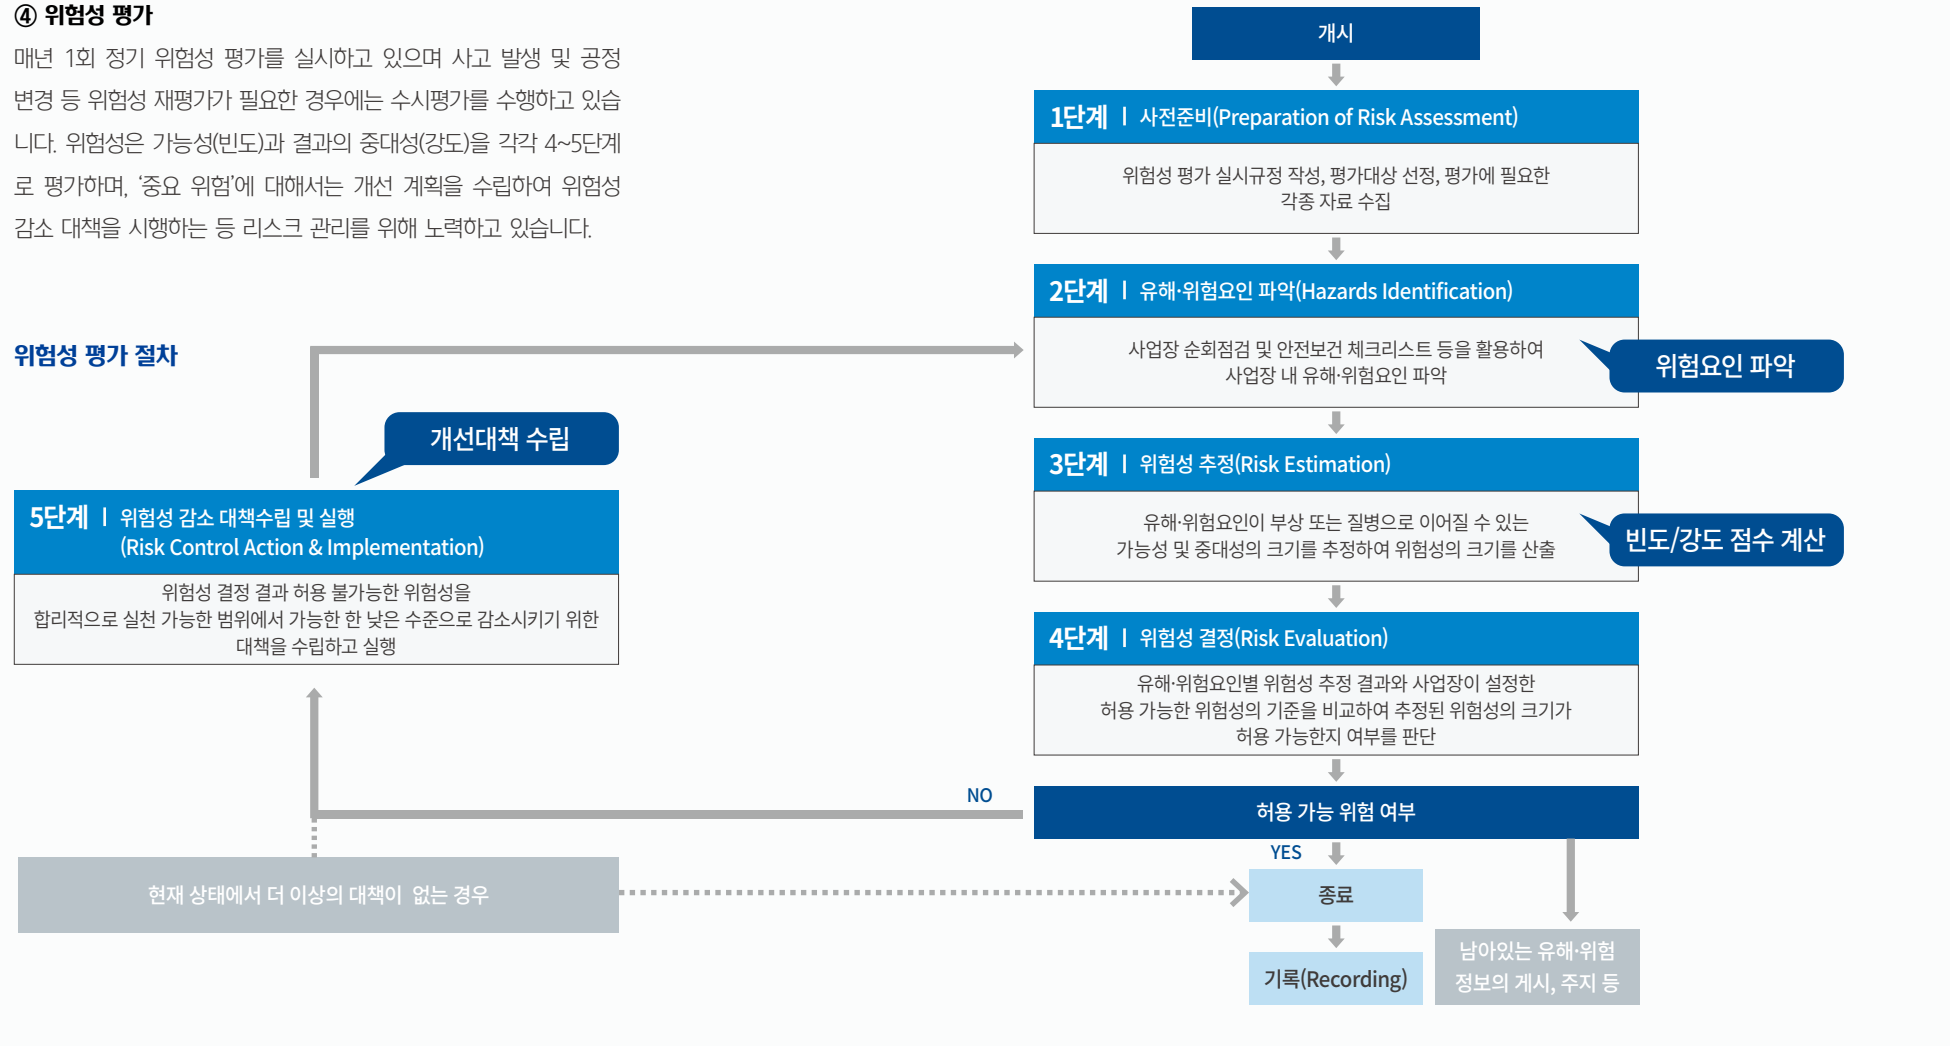 ④ 위험성 평가
매년 1회 정기 위험성 평가를 실시하고 있으며 사고 발생 및 공정
변경 등 위험성 재평가가 필요한 경우에는 수시평가를 수행하고 있습
니다. 위험성은 가능성(빈도)과 결과의 중대성(강도)을 각각 4~5단계
로 평가하며, ‘중요 위험’에 대해서는 개선 계획을 수립하여 위험성
감소 대책을 시행하는 등 리스크 관리를 위해 노력하고 있습니다.
위험성 평가 절차
개시
1단계 | 사전준비(Preparation of Risk Assessment)
위험성 평가 실시규정 작성, 평가대상 선정, 평가에 필요한
각종 자료 수집
2단계 | 유해·위험요인 파악(Hazards Identification)
사업장 순회점검 및 안전보건 체크리스트 등을 활용하여
사업장 내 유해·위험요인 파악
위험요인 파악
3단계 | 위험성 추정(Risk Estimation)
유해·위험요인이 부상 또는 질병으로 이어질 수 있는
가능성 및 중대성의 크기를 추정하여 위험성의 크기를 산출
빈도/강도 점수 계산
4단계 | 위험성 결정(Risk Evaluation)
유해·위험요인별 위험성 추정 결과와 사업장이 설정한
허용 가능한 위험성의 기준을 비교하여 추정된 위험성의 크기가
허용 가능한지 여부를 판단
허용 가능 위험 여부
NO
YES
개선대책 수립
5단계 | 위험성 감소 대책수립 및 실행
(Risk Control Action & Implementation)
위험성 결정 결과 허용 불가능한 위험성을
합리적으로 실천 가능한 범위에서 가능한 한 낮은 수준으로 감소시키기 위한
대책을 수립하고 실행
현재 상태에서 더 이상의 대책이 없는 경우
종료
기록(Recording)
남아있는 유해·위험
정보의 게시, 주지 등